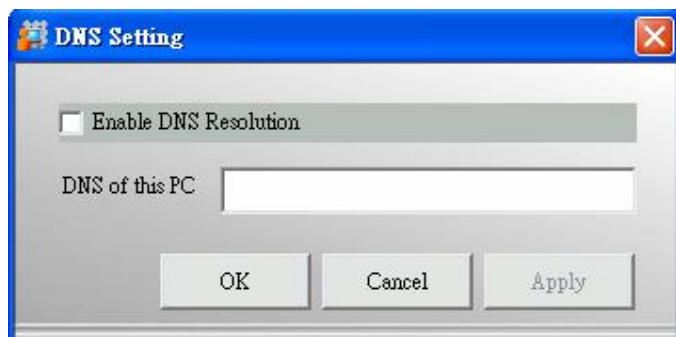 DNS Setting
Enable DNS Resolution
DNS of this PC
OK Cancel Apply